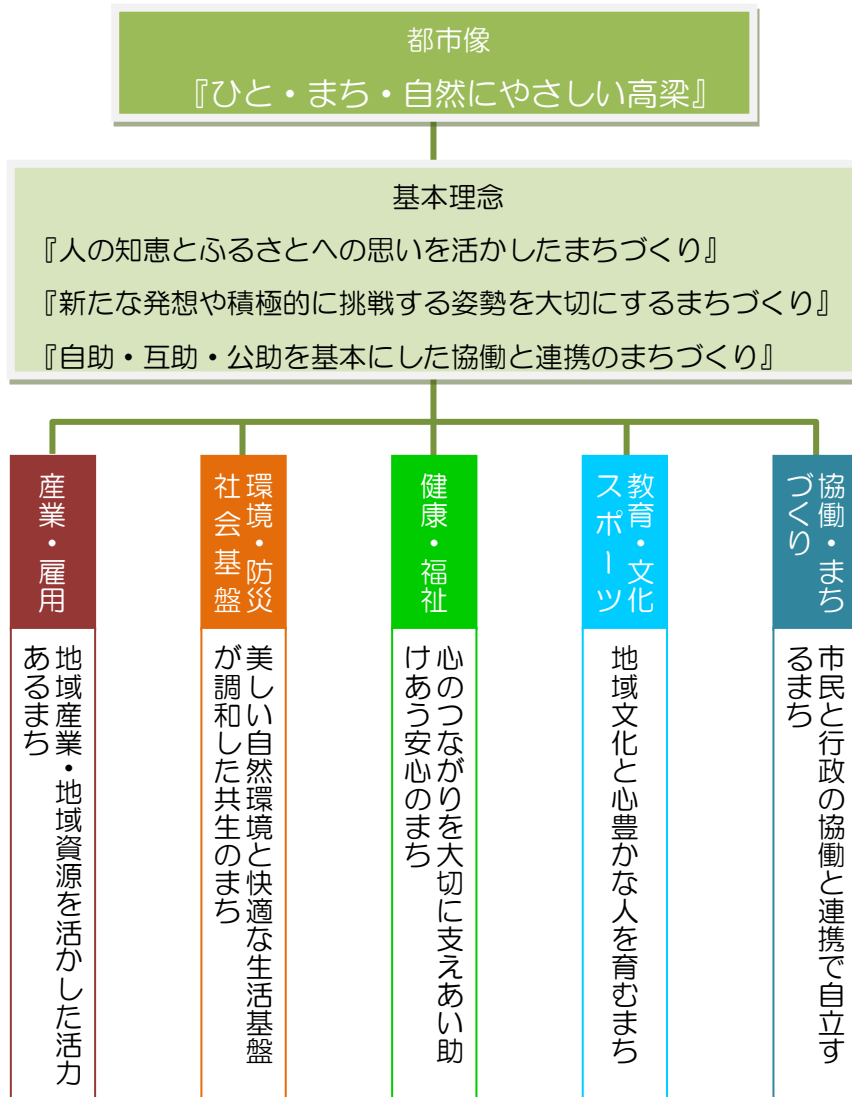 都市像
『ひと・まち・自然にやさしい高梁』
基本理念
『人の知恵とふるさとへの思いを活かしたまちづくり』
『新たな発想や積極的に挑戦する姿勢を大切にするまちづくり』
『自助・互助・公助を基本にした協働と連携のまちづくり』
産業・雇用
地域産業・地域資源を活かした活力
あるまち
環境・防災
社会基盤
美しい自然環境と快適な生活基盤
が調和した共生のまち
健康・福祉
心のつながりを大切に支えあい助
けあう安心のまち
教育・文化
スポーツ
地域文化と心豊かな人を育むまち
協働・まち
づくり
市民と行政の協働と連携で自立す
るまち